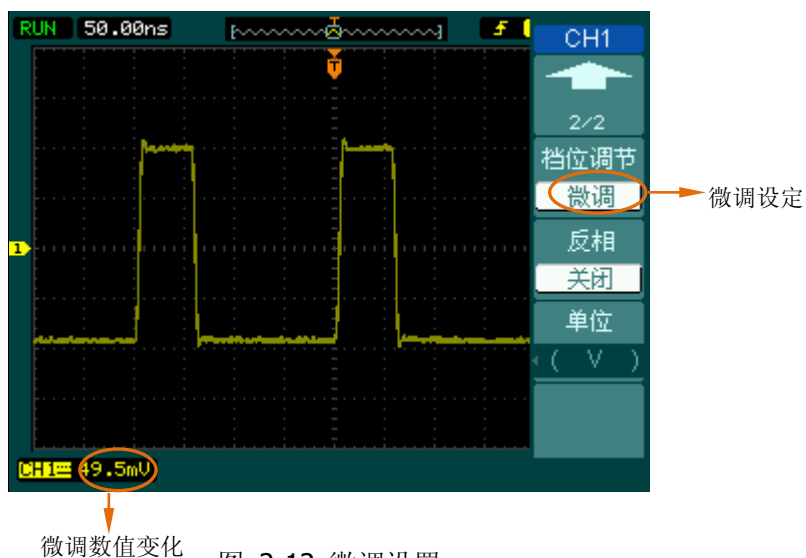 RUN 50.00ns
T
CH1
2/2
档位调节
微调
微调设定
反相
关闭
单位
( V )
1
CH1 49.5mV
微调数值变化
图 2-12 微调设置